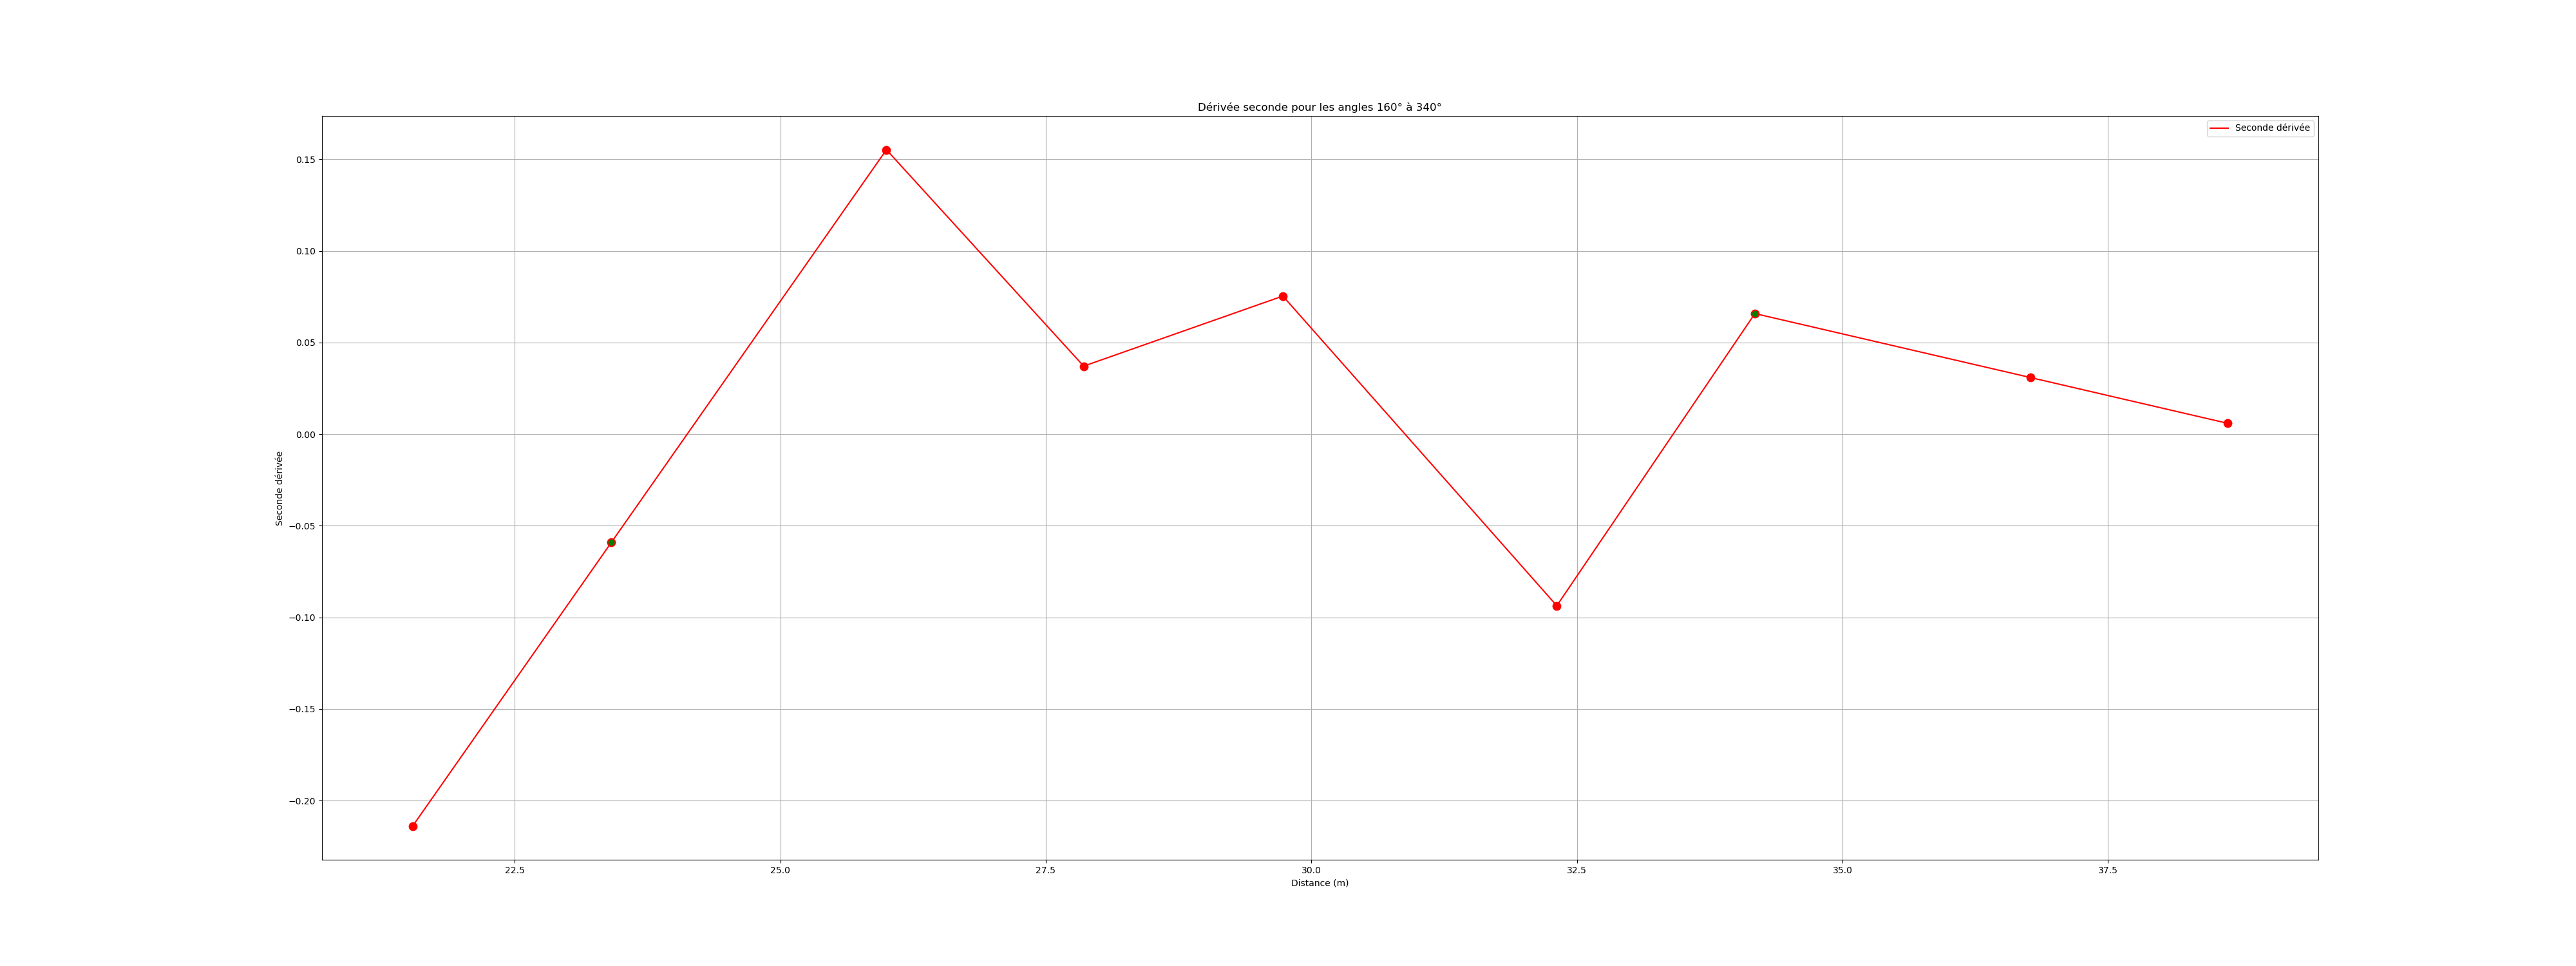 Dérivée seconde pour les angles 160° à 340°
Seconde dérivée
0.15
0.10
0.05
0.00
−0.05
−0.10
−0.15
−0.20
Seconde dérivée
22.5 25.0 27.5 30.0 32.5 35.0 37.5
Distance (m)